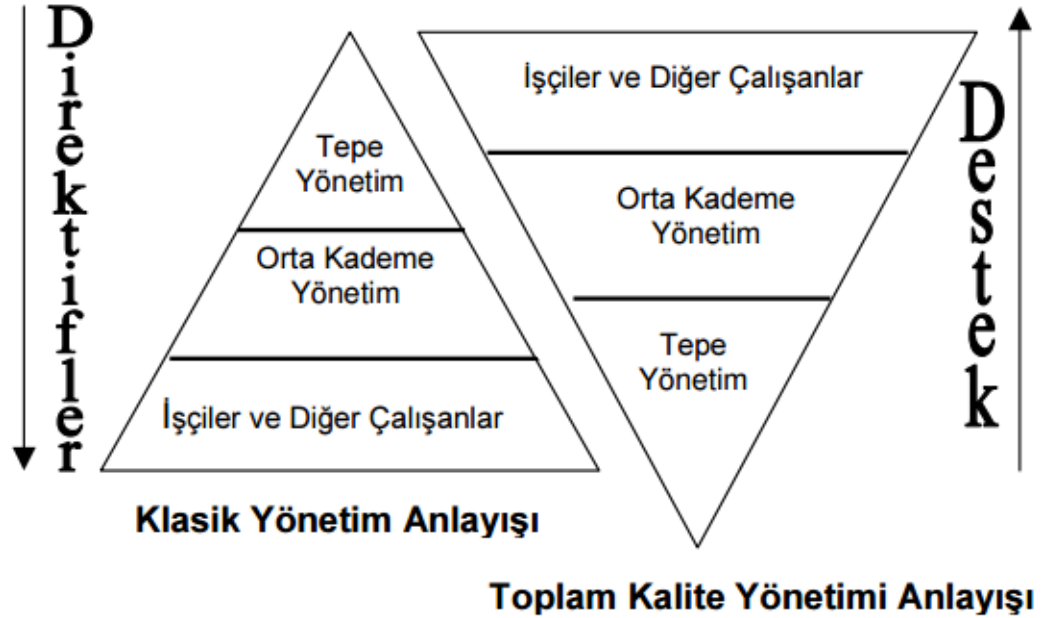 Direktifler
Tepe
Yönetim
Orta Kademe
Yönetim
İşçiler ve Diğer Çalışanlar
Klasik Yönetim Anlayışı
İşçiler ve Diğer Çalışanlar
Orta Kademe
Yönetim
Tepe
Yönetim
Destek
Toplam Kalite Yönetimi Anlayışı